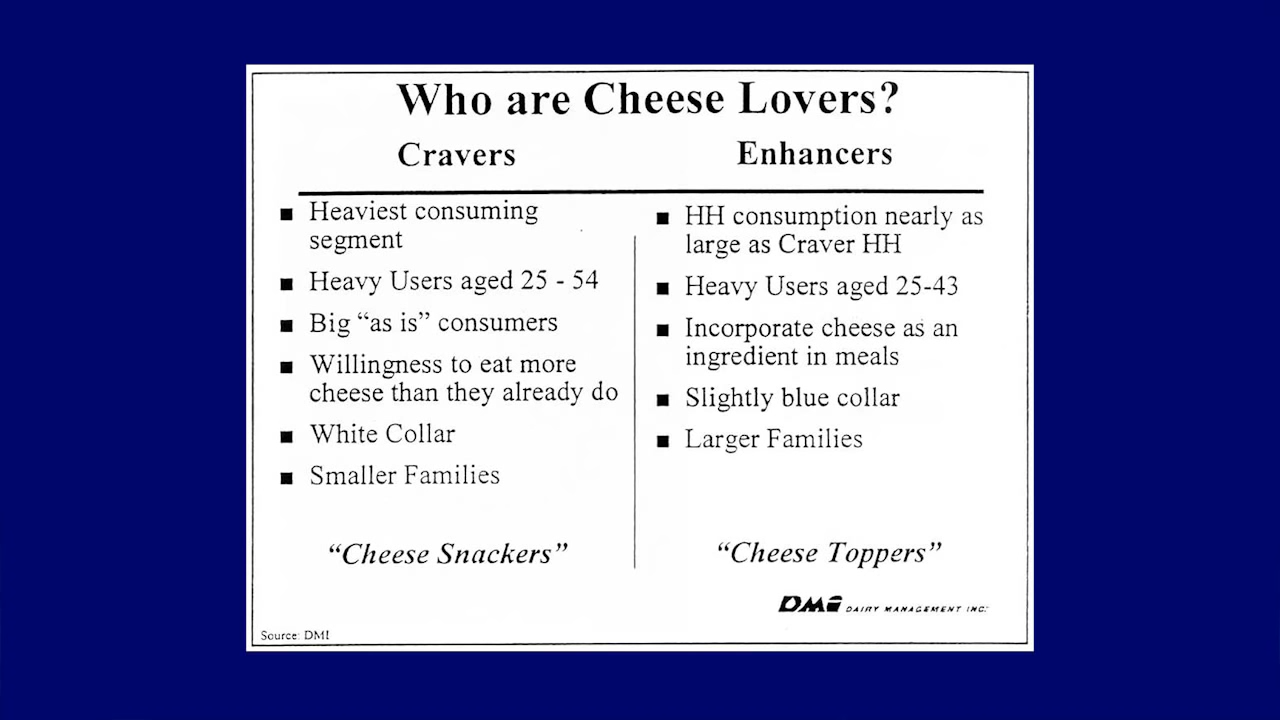 Who are Cheese Lovers?
Cravers
■ Heaviest consuming
segment
■ Heavy Users aged 25 - 54
■ Big “as is” consumers
■ Willingness to eat more
cheese than they already do
■ White Collar
■ Smaller Families
“Cheese Snackers”
Enhancers
■ HH consumption nearly as
large as Craver HH
■ Heavy Users aged 25-43
■ Incorporate cheese as an
ingredient in meals
■ Slightly blue collar
■ Larger Families
“Cheese Toppers”
DMI DAIRY MANAGEMENT INC.
Source: DMI